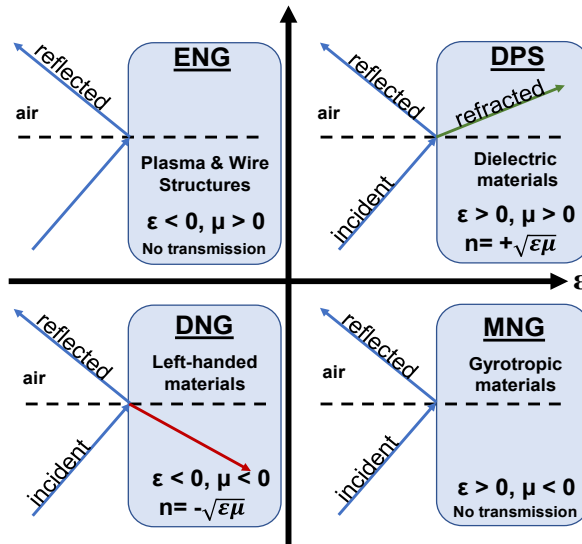 ENG
reflected
air
Plasma & Wire
Structures
ε < 0, μ > 0
No transmission
DPS
reflected
refracted
air
Dielectric
materials
incident
ε > 0, μ > 0
n= +√εμ
ε
DNG
reflected
Left-handed
materials
air
incident
ε < 0, μ < 0
n= -√εμ
MNG
reflected
Gyrotropic
materials
air
incident
ε > 0, μ < 0
No transmission